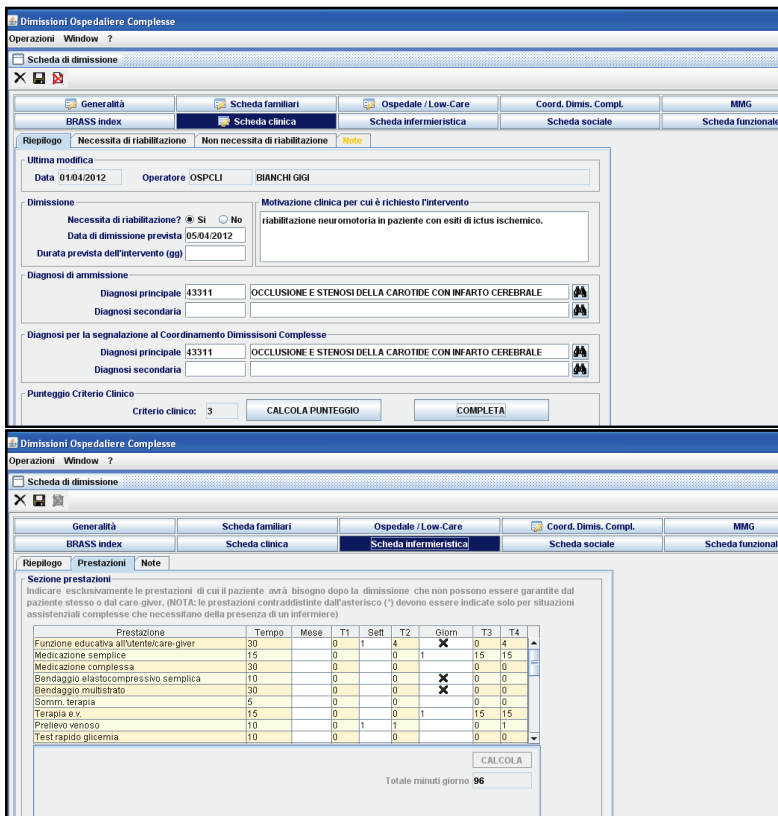 Dimissioni Ospedaliere Complesse
Operazioni Window ?
Scheda di dimissione
Generalità Scheda familiari Ospedale / Low-Care Coord. Dimis. Compl. MMG
BRASS index Scheda clinica Scheda infermieristica Scheda sociale Scheda funzionale
Riepilogo Necessita di riabilitazione Non necessita di riabilitazione Note
Ultima modifica
Data 01/04/2012 Operatore OSPCLI BIANCHI GIGI
Dimissione Motivazione clinica per cui è richiesto l'intervento
Necessita di riabilitazione? Si No riabilitazione neuromotoria in paziente con esiti di ictus ischemico.
Data di dimissione prevista 05/04/2012
Durata prevista dell'intervento (gg)
Diagnosi di ammissione
Diagnosi principale 43311 OCCLUSIONE E STENOSI DELLA CAROTIDE CON INFARTO CEREBRALE
Diagnosi secondaria
Diagnosi per la segnalazione al Coordinamento Dimissisoni Complesse
Diagnosi principale 43311 OCCLUSIONE E STENOSI DELLA CAROTIDE CON INFARTO CEREBRALE
Diagnosi secondaria
Punteggio Criterio Clinico
Criterio clinico: 3 CALCOLA PUNTEGGIO COMPLETA
Dimissioni Ospedaliere Complesse
Operazioni Window ?
Scheda di dimissione
Generalità Scheda familiari Ospedale / Low-Care Coord. Dimis. Compl. MMG
BRASS index Scheda clinica Scheda infermieristica Scheda sociale Scheda funzional
Riepilogo Prestazioni Note
Sezione prestazioni
Indicare esclusivamente le prestazioni di cui il paziente avrà bisogno dopo la dimissione che non possono essere garantite dal
paziente stesso o dal care-giver. (NOTA: le prestazioni contraddistinte dall'asterisco (*) devono essere indicate solo per situazioni
assistenziali complesse che necessitano della presenza di un infermiere)
Prestazione Tempo Mese T1 Sett T2 Giorn T3 T4
Funzione educativa all'utente/care-giver 30 0 1 4 0 4
Medicazione semplice 15 0 0 1 15 15
Medicazione complessa 30 0 0 0 0
Bendaggio elastocompressivo semplica 10 0 0 0 0
Bendaggio multistrato 30 0 0 0 0
Somm. terapia 5 0 0 0 0
Terapia e.v. 15 0 0 1 15 15
Prelievo venoso 10 0 1 1 0 1
Test rapido glicemia 10 0 0 0 0
CALCOLA
Totale minuti giorno 96